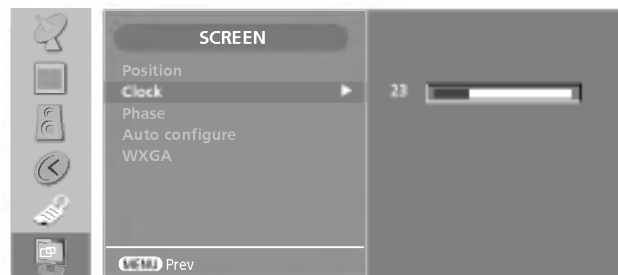 SCREEN
Position
Clock 23
Phase
Auto configure
WXGA
MENU Prev